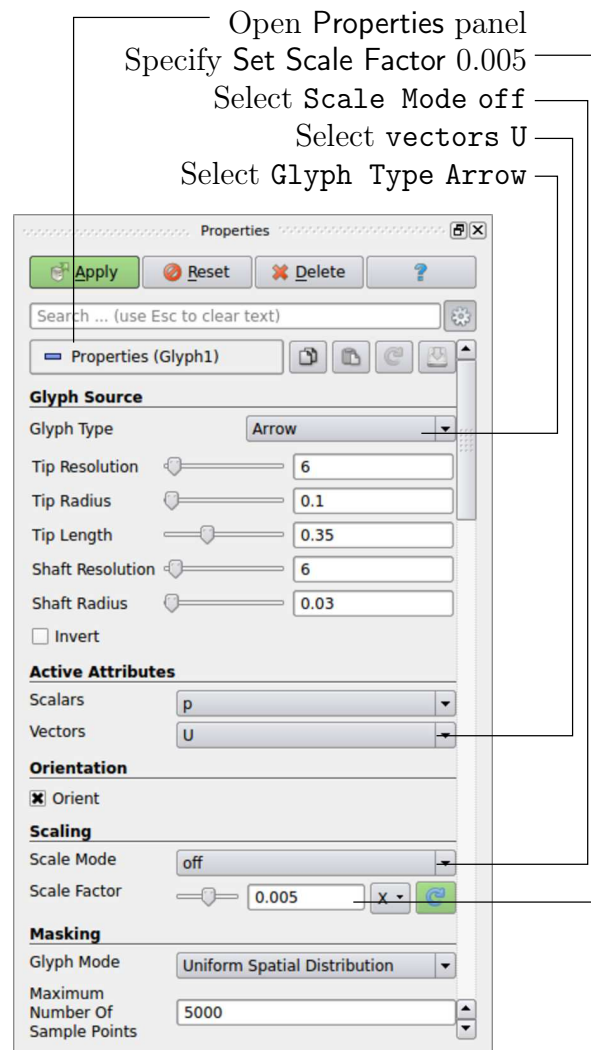 Open Properties panel
Specify Set Scale Factor 0.005
Select Scale Mode off
Select vectors U
Select Glyph Type Arrow
Properties
Apply Reset Delete ?
Search ... (use Esc to clear text)
Properties (Glyph1)
Glyph Source
Glyph Type Arrow
Tip Resolution 6
Tip Radius 0.1
Tip Length 0.35
Shaft Resolution 6
Shaft Radius 0.03
Invert
Active Attributes
Scalars p
Vectors U
Orientation
Orient
Scaling
Scale Mode off
Scale Factor 0.005 X
Masking
Glyph Mode Uniform Spatial Distribution
Maximum
Number Of 5000
Sample Points